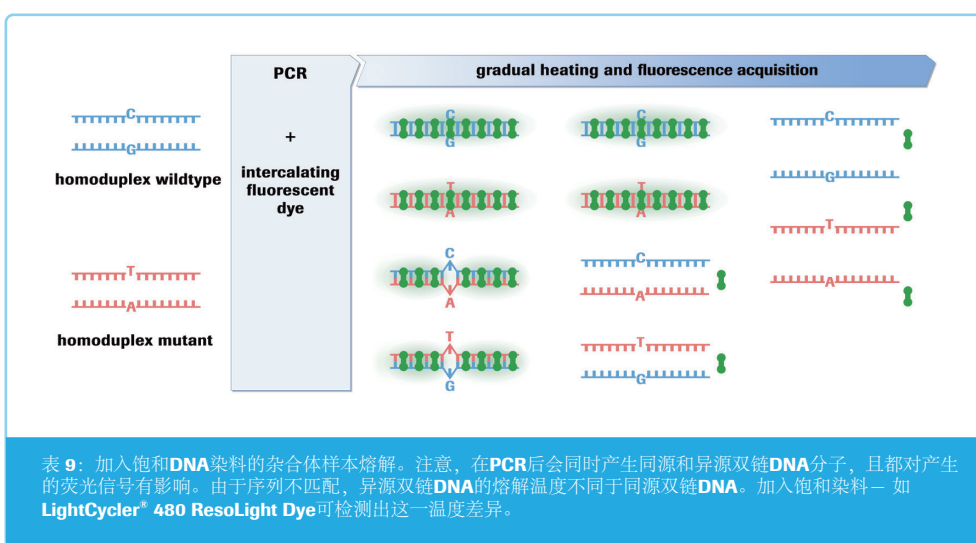 PCR
gradual heating and fluorescence acquisition
+
intercalating
fluorescent
dye
C
G
homoduplex wildtype
T
A
homoduplex mutant
C
G
T
A
C
A
T
G
C
G
T
A
C
A
T
G
C
G
T
A
表 9：加入饱和DNA染料的杂合体样本熔解。注意，在PCR后会同时产生同源和异源双链DNA分子，且都对产生
的荧光信号有影响。由于序列不匹配，异源双链DNA的熔解温度不同于同源双链DNA。加入饱和染料— 如
LightCycler® 480 ResoLight Dye可检测出这一温度差异。